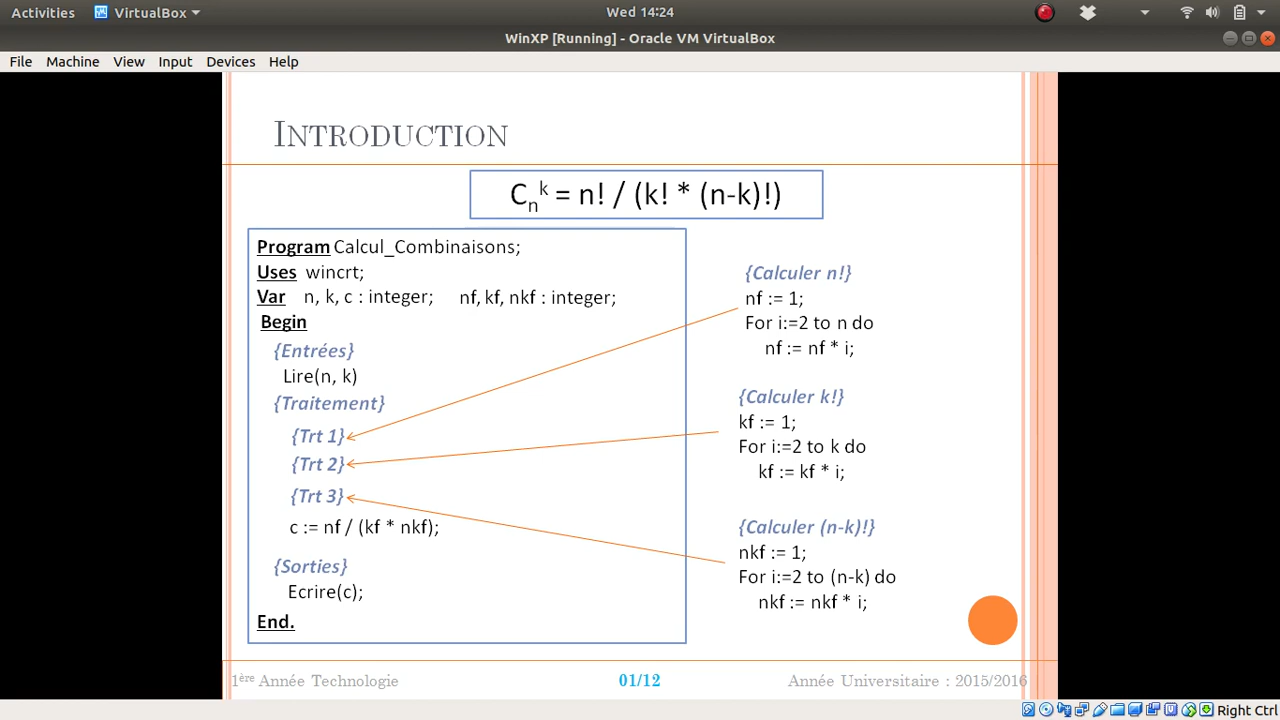 Activities VirtualBox Wed 14:24
WinXP [Running] - Oracle VM VirtualBox
File Machine View Input Devices Help
INTRODUCTION
Cₙᵏ = n! / (k! * (n-k)!)
Program Calcul_Combinaisons;
Uses wincrt;
Var n, k, c : integer; nf, kf, nkf : integer;
Begin
{Entrées}
Lire(n, k)
{Traitement}
{Trt 1}
{Trt 2}
{Trt 3}
c := nf / (kf * nkf);
{Sorties}
Ecrire(c);
End.
{Calculer n!}
nf := 1;
For i:=2 to n do
nf := nf * i;
{Calculer k!}
kf := 1;
For i:=2 to k do
kf := kf * i;
{Calculer (n-k)!}
nkf := 1;
For i:=2 to (n-k) do
nkf := nkf * i;
1ère Année Technologie 01/12 Année Universitaire : 2015/2016
Right Ctrl